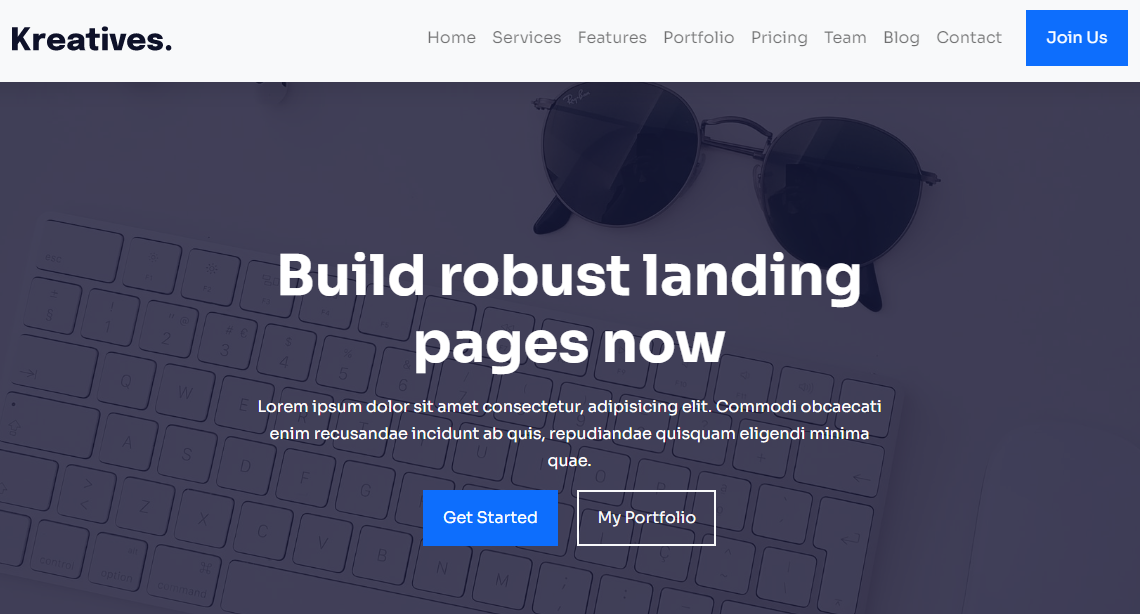 Kreatives.
Home Services Features Portfolio Pricing Team Blog Contact Join Us
Ray-Ban
Build robust landing
pages now
Lorem ipsum dolor sit amet consectetur, adipisicing elit. Commodi obcaecati
enim recusandae incidunt ab quis, repudiandae quisquam eligendi minima
quae.
Get Started My Portfolio